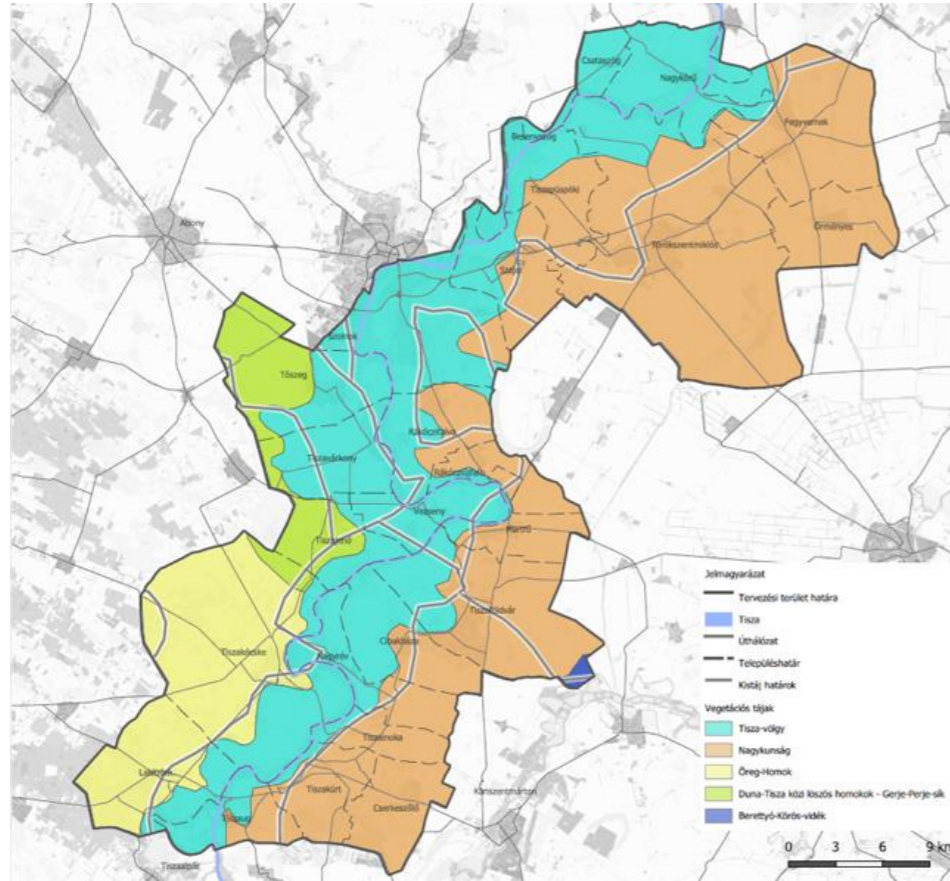 Csataszög
Nagykörű
Besenyszög
Fegyvernek
Tiszapüspöki
Abony
Örményes
Törökszentmiklós
Szajol
Szolnok
Tószeg
Rákóczifalva
Tiszavárkony
Rákócziújfalu
Vezseny
Martfű
Tiszajenő
Jelmagyarázat
Tervezési terület határa
Tisza
Úthálózat
Településhatár
Kistáj határok
Vegetációs tájak
Tisza-völgy
Nagykunság
Öreg-Homok
Duna-Tisza közi löszös homokok - Gerje-Perje-sík
Berettyó-Körös-vidék
Tiszaföldvár
Cibakháza
Tiszakécske
Nagyrév
Tiszainoka
Lakitelek
Tiszakürt
Kunszentmárton
Cserkeszőlő
Tiszaug
Tiszaalpár
0 3 6 9 km